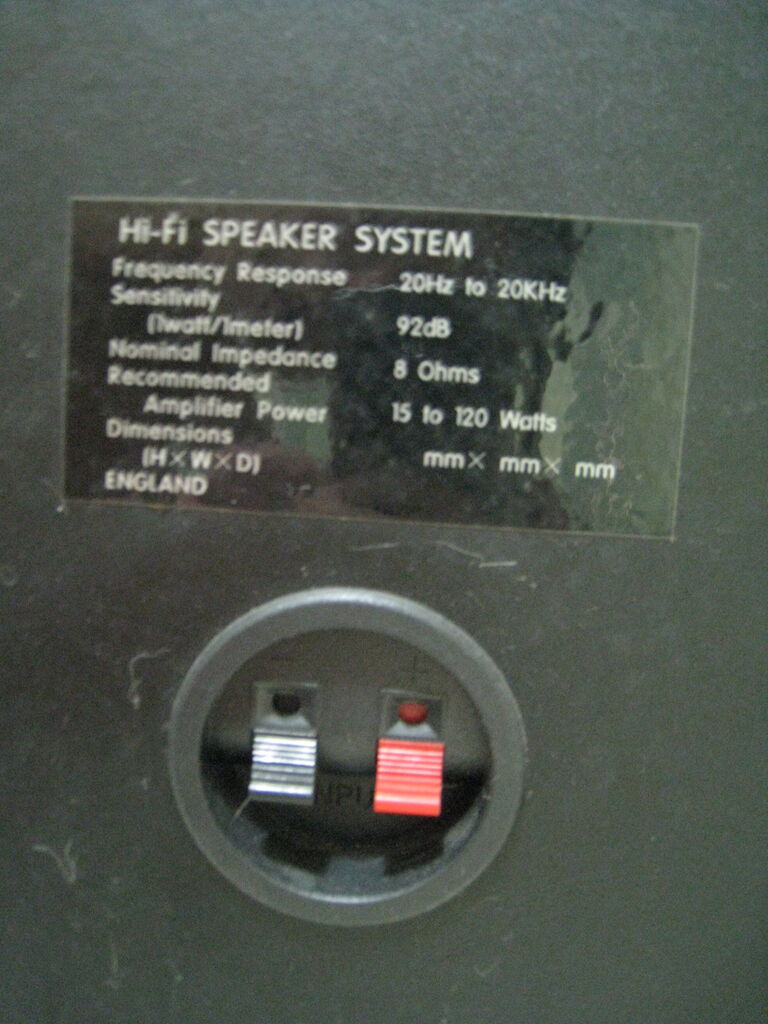 Hi-Fi SPEAKER SYSTEM
Frequency Response 20Hz to 20KHz
Sensitivity
(1watt/1meter) 92dB
Nominal Impedance 8 Ohms
Recommended
Amplifier Power 15 to 120 Watts
Dimensions
(H×W×D) mm× mm× mm
ENGLAND
− +